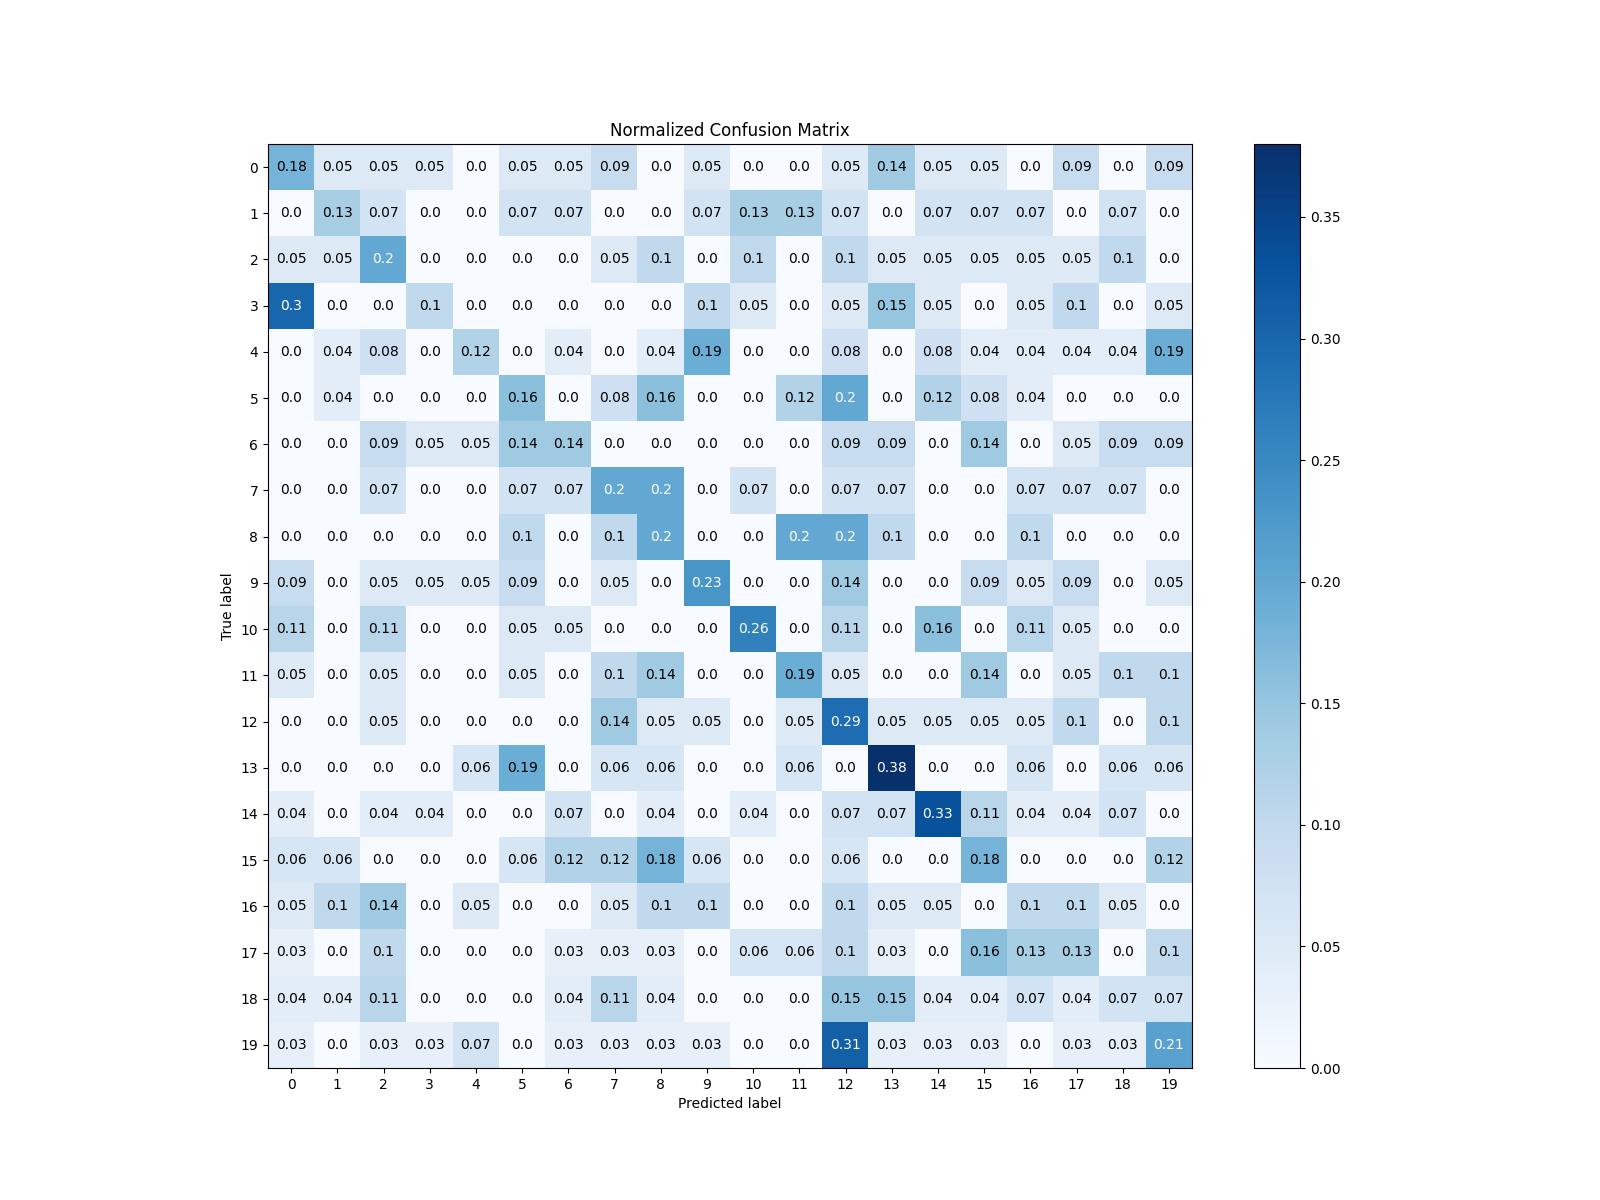 Normalized Confusion Matrix
0 0.18 0.05 0.05 0.05 0.0 0.05 0.05 0.09 0.0 0.05 0.0 0.0 0.05 0.14 0.05 0.05 0.0 0.09 0.0 0.09
1 0.0 0.13 0.07 0.0 0.0 0.07 0.07 0.0 0.0 0.07 0.13 0.13 0.07 0.0 0.07 0.07 0.07 0.0 0.07 0.0
2 0.05 0.05 0.2 0.0 0.0 0.0 0.0 0.05 0.1 0.0 0.1 0.0 0.1 0.05 0.05 0.05 0.05 0.05 0.1 0.0
3 0.3 0.0 0.0 0.1 0.0 0.0 0.0 0.0 0.0 0.1 0.05 0.0 0.05 0.15 0.05 0.0 0.05 0.1 0.0 0.05
4 0.0 0.04 0.08 0.0 0.12 0.0 0.04 0.0 0.04 0.19 0.0 0.0 0.08 0.0 0.08 0.04 0.04 0.04 0.04 0.19
5 0.0 0.04 0.0 0.0 0.0 0.16 0.0 0.08 0.16 0.0 0.0 0.12 0.2 0.0 0.12 0.08 0.04 0.0 0.0 0.0
6 0.0 0.0 0.09 0.05 0.05 0.14 0.14 0.0 0.0 0.0 0.0 0.0 0.09 0.09 0.0 0.14 0.0 0.05 0.09 0.09
7 0.0 0.0 0.07 0.0 0.0 0.07 0.07 0.2 0.2 0.0 0.07 0.0 0.07 0.07 0.0 0.0 0.07 0.07 0.07 0.0
8 0.0 0.0 0.0 0.0 0.0 0.1 0.0 0.1 0.2 0.0 0.0 0.2 0.2 0.1 0.0 0.0 0.1 0.0 0.0 0.0
9 0.09 0.0 0.05 0.05 0.05 0.09 0.0 0.05 0.0 0.23 0.0 0.0 0.14 0.0 0.0 0.09 0.05 0.09 0.0 0.05
10 0.11 0.0 0.11 0.0 0.0 0.05 0.05 0.0 0.0 0.0 0.26 0.0 0.11 0.0 0.16 0.0 0.11 0.05 0.0 0.0
11 0.05 0.0 0.05 0.0 0.0 0.05 0.0 0.1 0.14 0.0 0.0 0.19 0.05 0.0 0.0 0.14 0.0 0.05 0.1 0.1
12 0.0 0.0 0.05 0.0 0.0 0.0 0.0 0.14 0.05 0.05 0.0 0.05 0.29 0.05 0.05 0.05 0.05 0.1 0.0 0.1
13 0.0 0.0 0.0 0.0 0.06 0.19 0.0 0.06 0.06 0.0 0.0 0.06 0.0 0.38 0.0 0.0 0.06 0.0 0.06 0.06
14 0.04 0.0 0.04 0.04 0.0 0.0 0.07 0.0 0.04 0.0 0.04 0.0 0.07 0.07 0.33 0.11 0.04 0.04 0.07 0.0
15 0.06 0.06 0.0 0.0 0.0 0.06 0.12 0.12 0.18 0.06 0.0 0.0 0.06 0.0 0.0 0.18 0.0 0.0 0.0 0.12
16 0.05 0.1 0.14 0.0 0.05 0.0 0.0 0.05 0.1 0.1 0.0 0.0 0.1 0.05 0.05 0.0 0.1 0.1 0.05 0.0
17 0.03 0.0 0.1 0.0 0.0 0.0 0.03 0.03 0.03 0.0 0.06 0.06 0.1 0.03 0.0 0.16 0.13 0.13 0.0 0.1
18 0.04 0.04 0.11 0.0 0.0 0.0 0.04 0.11 0.04 0.0 0.0 0.0 0.15 0.15 0.04 0.04 0.07 0.04 0.07 0.07
19 0.03 0.0 0.03 0.03 0.07 0.0 0.03 0.03 0.03 0.03 0.0 0.0 0.31 0.03 0.03 0.03 0.0 0.03 0.03 0.21
0 1 2 3 4 5 6 7 8 9 10 11 12 13 14 15 16 17 18 19
Predicted label
True label
0.35
0.30
0.25
0.20
0.15
0.10
0.05
0.00